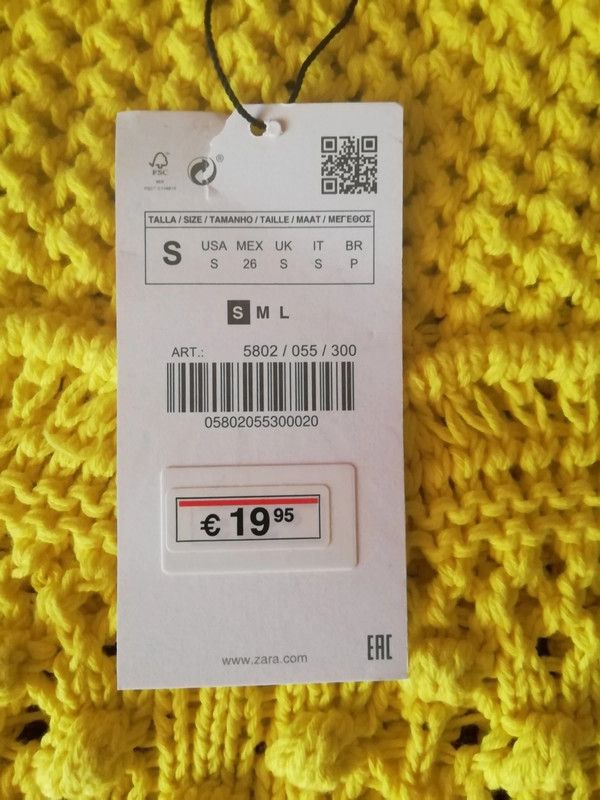 FSC
®
TALLA / SIZE / TAMANHO / TAILLE / MAAT / ΜΕΓΕΘΟΣ
S USA MEX UK IT BR
S 26 S S P
S M L
ART.: 5802 / 055 / 300
05802055300020
€ 19 95
www.zara.com
EAC